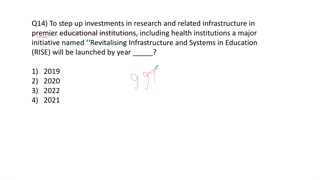 Q14) To step up investments in research and related infrastructure in
premier educational institutions, including health institutions a major
initiative named ‘’Revitalising Infrastructure and Systems in Education
(RISE) will be launched by year _____?
1) 2019
2) 2020
3) 2022
4) 2021